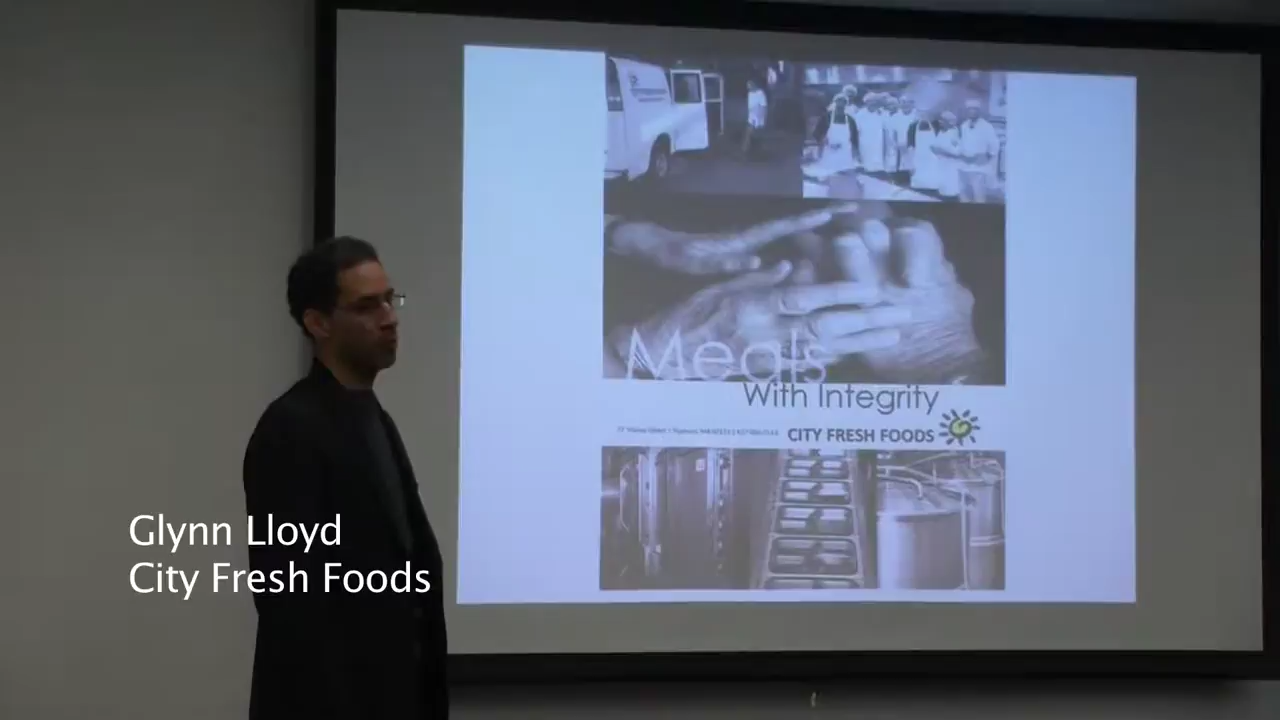 Meals
With Integrity
CITY FRESH FOODS
Glynn Lloyd
City Fresh Foods